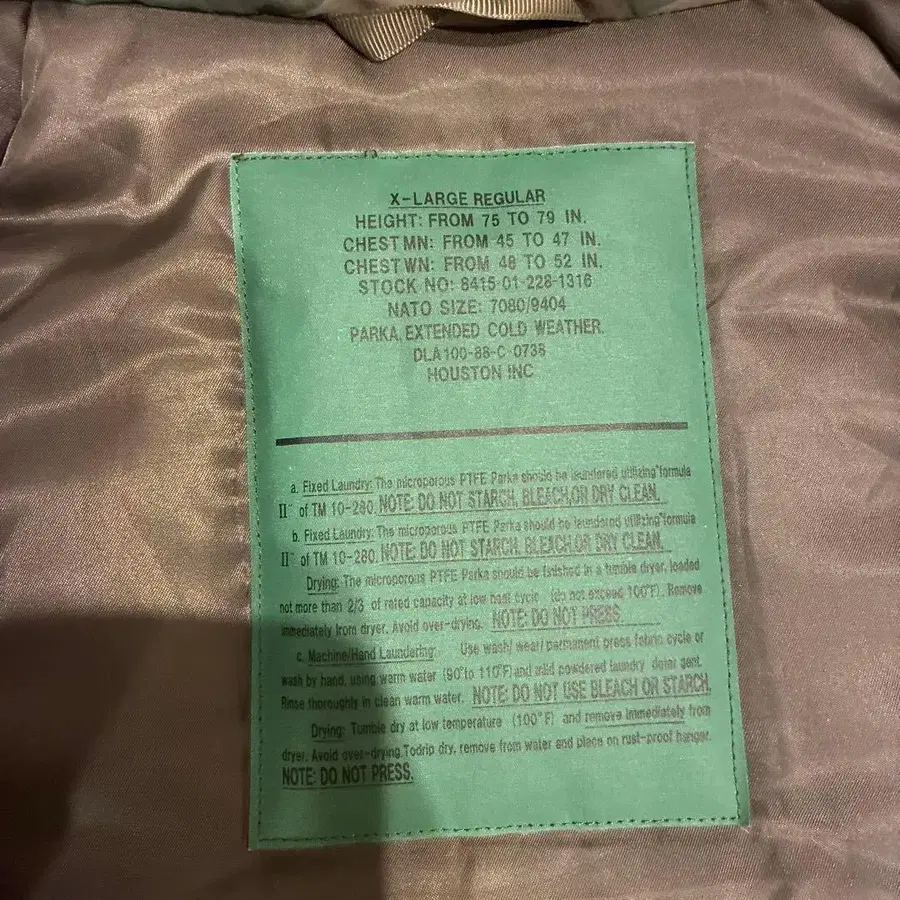 X-LARGE REGULAR
HEIGHT: FROM 75 TO 79 IN.
CHEST MN: FROM 45 TO 47 IN.
CHEST WN: FROM 48 TO 52 IN.
STOCK NO: 8415-01-228-1316
NATO SIZE: 7080/9404
PARKA, EXTENDED COLD WEATHER.
DLA100-88-C-0738
HOUSTON INC
a. Fixed Laundry: The microporous PTFE Parka should be laundered utilizing"formula
II" of TM 10-280. NOTE: DO NOT STARCH, BLEACH,OR DRY CLEAN.
b. Fixed Laundry: The microporous PTFE Parka should be laundered utilizing"formula
II" of TM 10-280. NOTE: DO NOT STARCH, BLEACH,OR DRY CLEAN.
Drying: The microporous PTFE Parka should be finished in a tumble dryer, loaded
not more than 2/3 of rated capacity at low heat cycle (do not exceed 100°F). Remove
immediately from dryer. Avoid over-drying. NOTE: DO NOT PRESS.
c. Machine/Hand Laundering: Use wash/wear/permanent press fabric cycle or
wash by hand, using warm water (90°to 110°F) and mild powdered laundry deter gent.
Rinse thoroughly in clean warm water. NOTE: DO NOT USE BLEACH OR STARCH.
Drying: Tumble dry at low temperature (100°F) and remove immediately from
dryer. Avoid over-drying.Todrip dry, remove from water and place on rust-proof hanger.
NOTE: DO NOT PRESS.